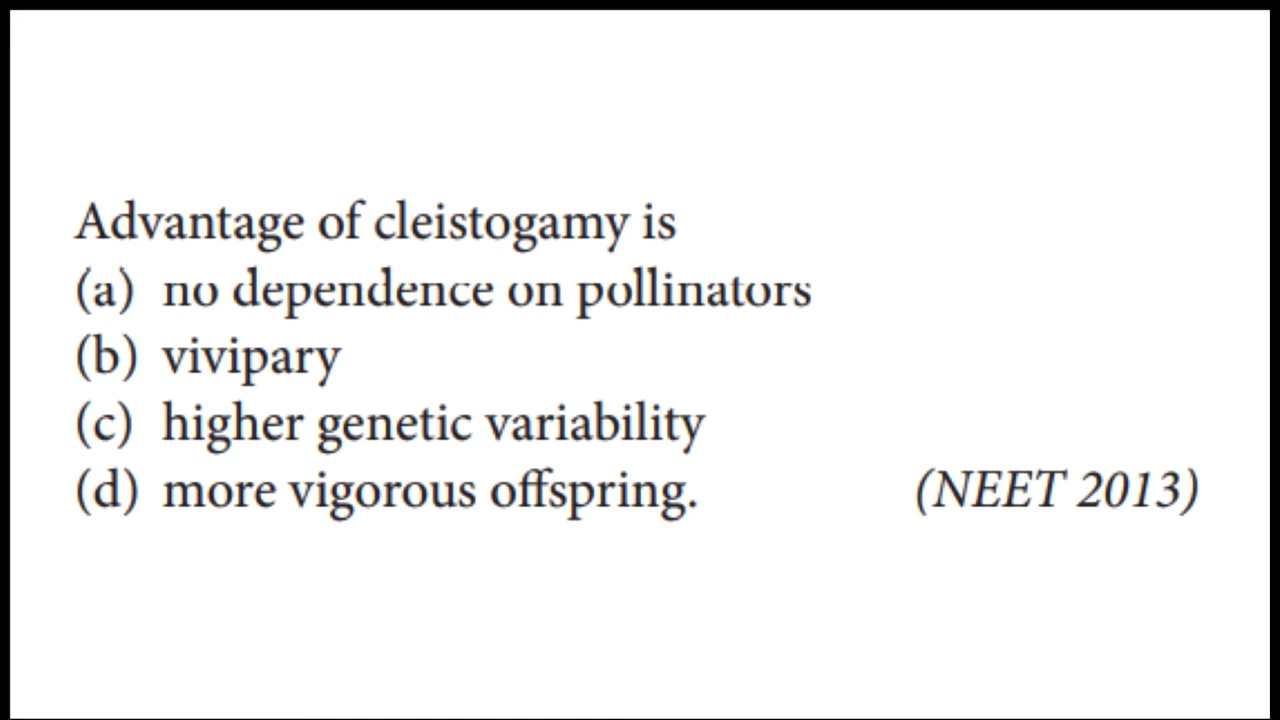 Advantage of cleistogamy is
(a) no dependence on pollinators
(b) vivipary
(c) higher genetic variability
(d) more vigorous offspring. (NEET 2013)